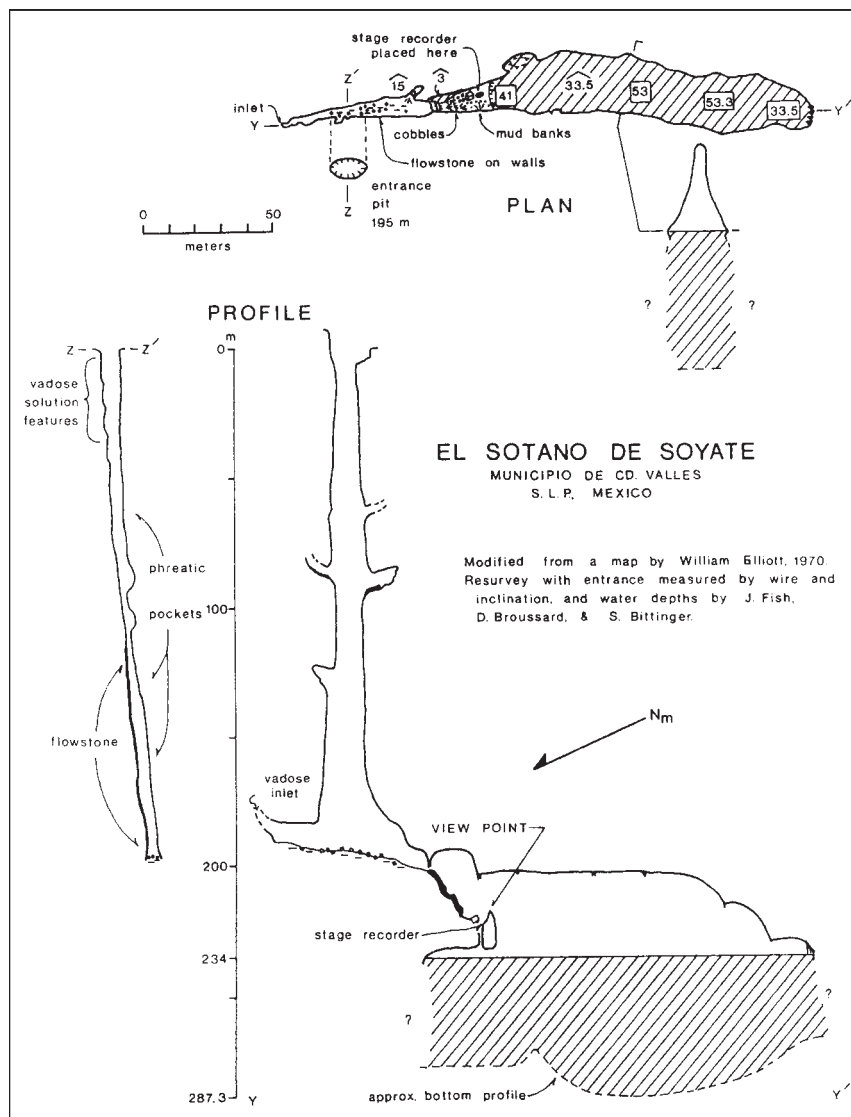 stage recorder
placed here
Z'
15
3
33.5
41
53
53.3
33.5
inlet
Y
Y'
cobbles
mud banks
flowstone on walls
Z
entrance
pit
195 m
0
50
meters
PLAN
?
?
PROFILE
m
Z
Z'
0
vadose
solution
features
EL SOTANO DE SOYATE
MUNICIPIO DE CD. VALLES
S. L. P., MEXICO
phreatic
pockets
Modified from a map by William Elliott, 1970.
Resurvey with entrance measured by wire and
inclination, and water depths by J. Fish,
D. Broussard, & S. Bittinger.
100
flowstone
Nm
vadose
inlet
VIEW POINT
200
stage recorder
234
?
?
287.3
Y
approx. bottom profile
Y'